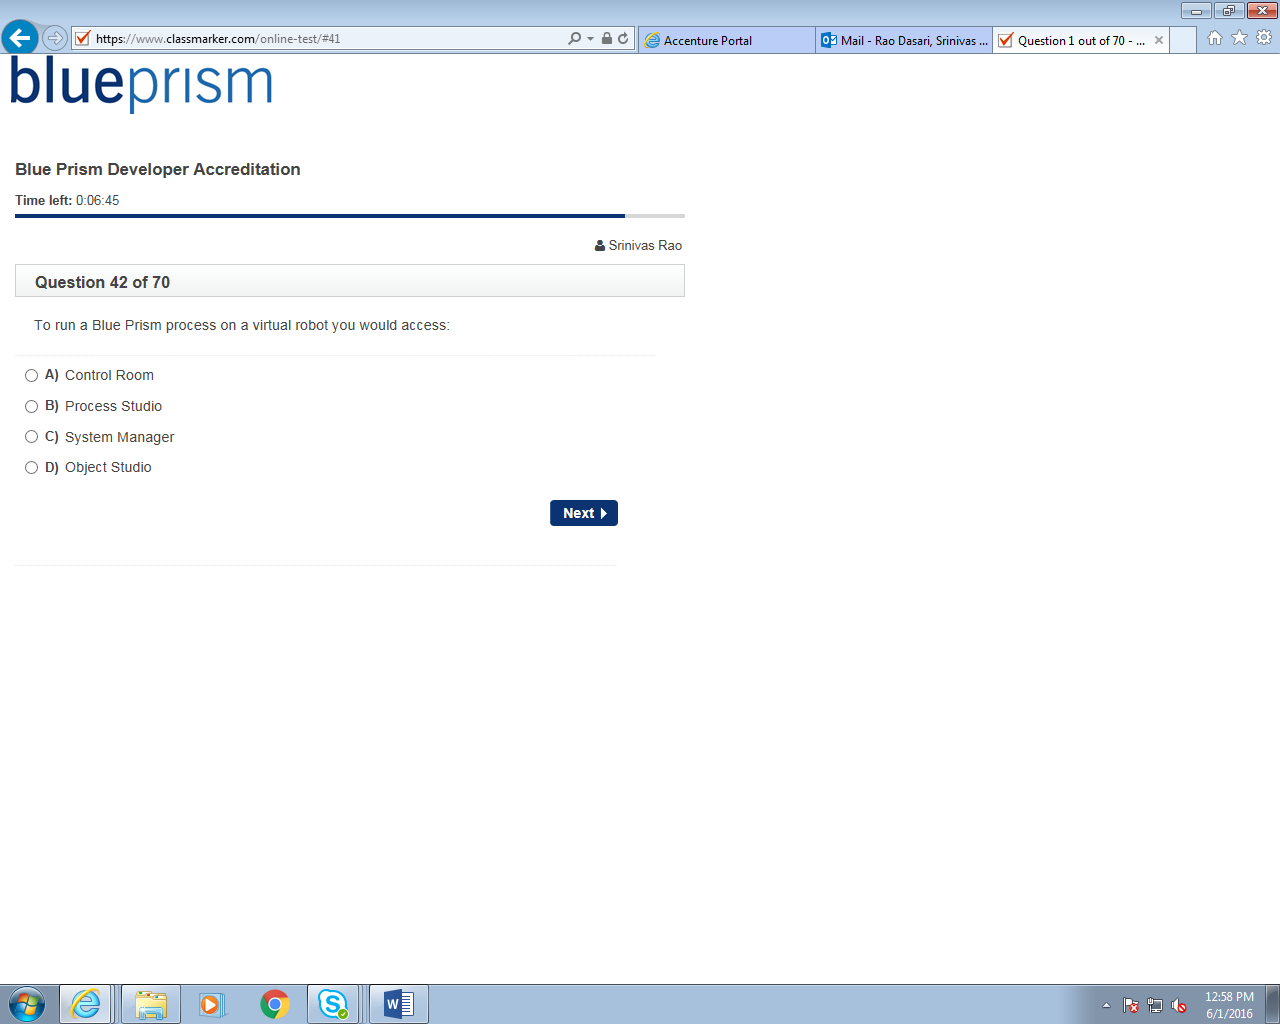 https://www.classmarker.com/online-test/#41
Accenture Portal
Mail - Rao Dasari, Srinivas ...
Question 1 out of 70 - ...
blueprism
Blue Prism Developer Accreditation
Time left: 0:06:45
Srinivas Rao
Question 42 of 70
To run a Blue Prism process on a virtual robot you would access:
A) Control Room
B) Process Studio
C) System Manager
D) Object Studio
Next
12:58 PM
6/1/2016